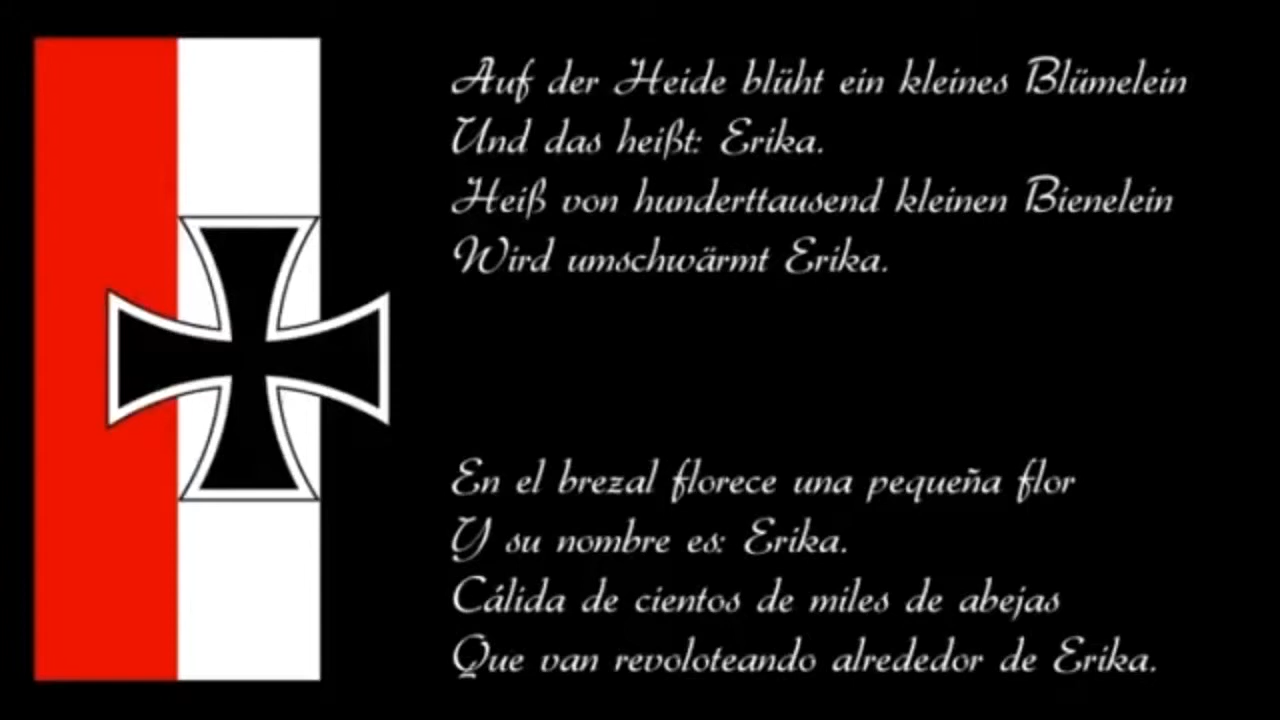 Auf der Heide blüht ein kleines Blümelein
Und das heißt: Erika.
Heiß von hunderttausend kleinen Bienelein
Wird umschwärmt Erika.
En el brezal florece una pequeña flor
Y su nombre es: Erika.
Cálida de cientos de miles de abejas
Que van revoloteando alrededor de Erika.